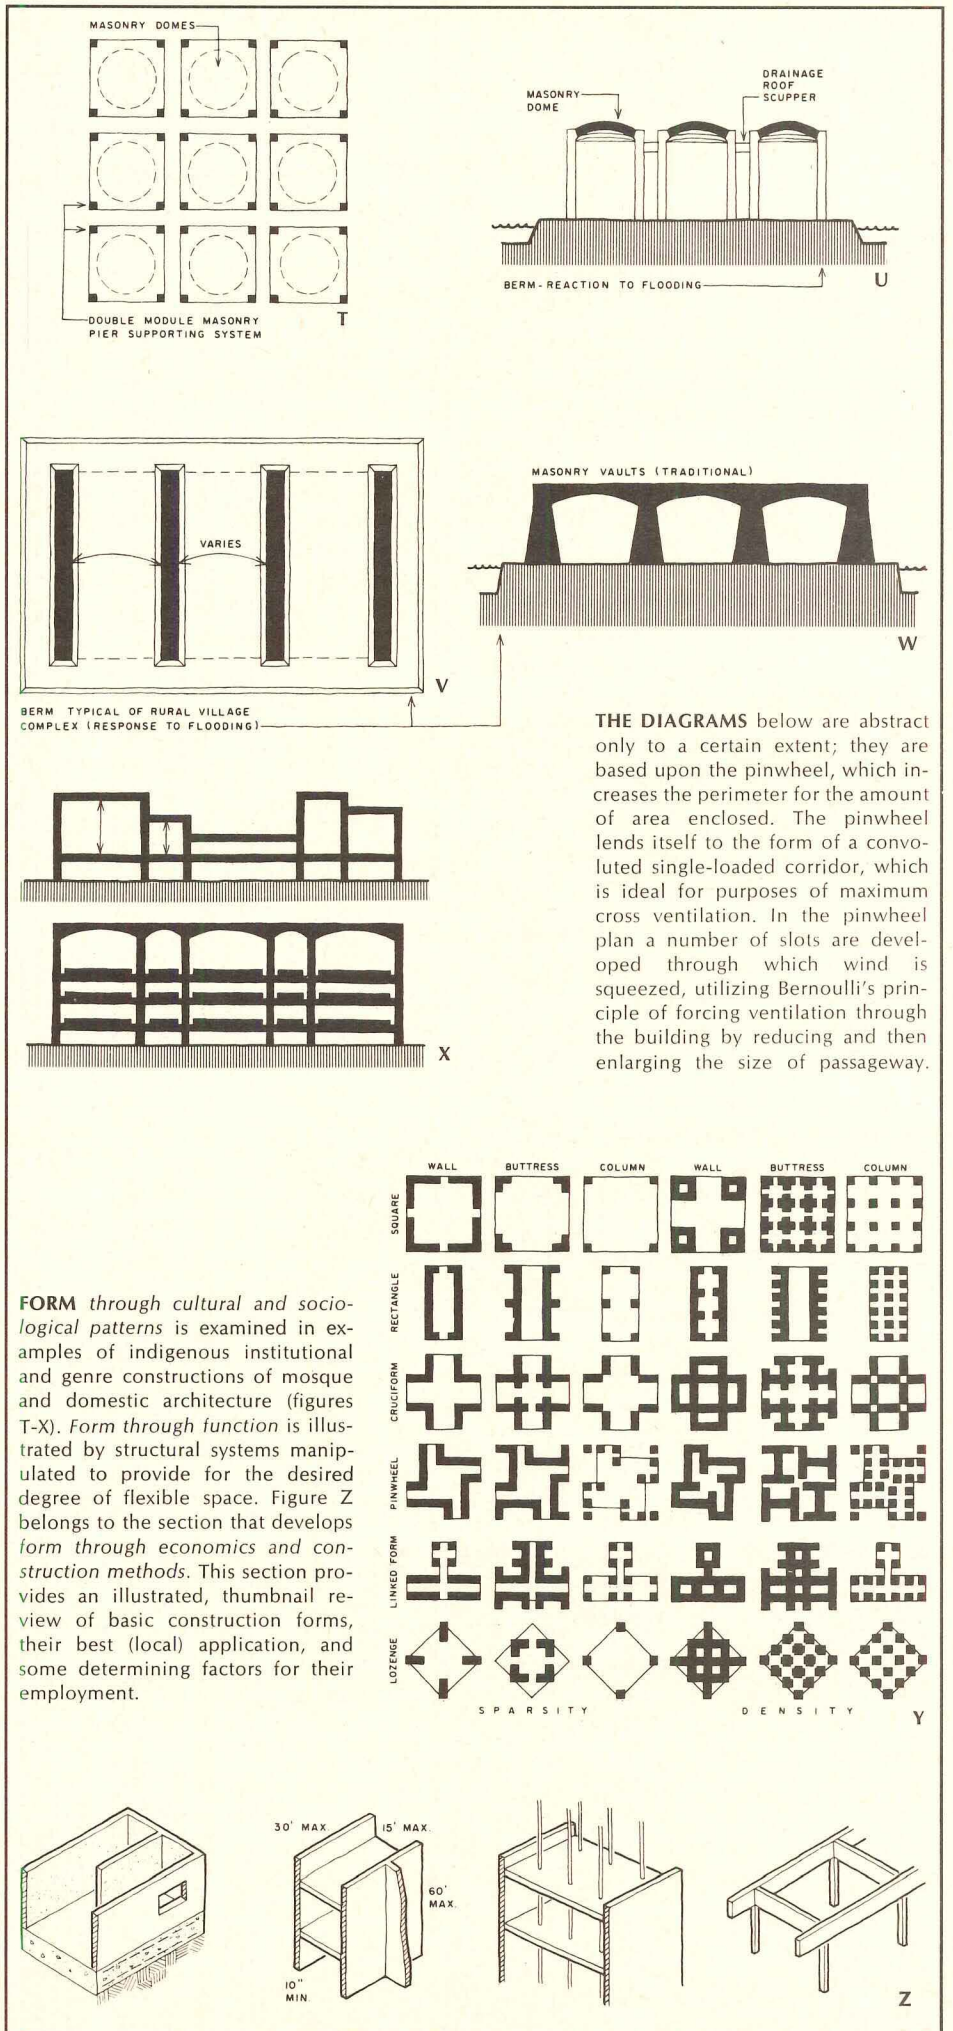 MASONRY DOMES
DOUBLE MODULE MASONRY
PIER SUPPORTING SYSTEM
T
MASONRY
DOME
DRAINAGE
ROOF
SCUPPER
BERM-REACTION TO FLOODING
U
VARIES
V
BERM TYPICAL OF RURAL VILLAGE
COMPLEX (RESPONSE TO FLOODING)
MASONRY VAULTS (TRADITIONAL)
W
X
THE DIAGRAMS below are abstract
only to a certain extent; they are
based upon the pinwheel, which in-
creases the perimeter for the amount
of area enclosed. The pinwheel
lends itself to the form of a convo-
luted single-loaded corridor, which
is ideal for purposes of maximum
cross ventilation. In the pinwheel
plan a number of slots are devel-
oped through which wind is
squeezed, utilizing Bernoulli's prin-
ciple of forcing ventilation through
the building by reducing and then
enlarging the size of passageway.
FORM through cultural and socio-
logical patterns is examined in ex-
amples of indigenous institutional
and genre constructions of mosque
and domestic architecture (figures
T-X). Form through function is illus-
trated by structural systems manip-
ulated to provide for the desired
degree of flexible space. Figure Z
belongs to the section that develops
form through economics and con-
struction methods. This section pro-
vides an illustrated, thumbnail re-
view of basic construction forms,
their best (local) application, and
some determining factors for their
employment.
WALL BUTTRESS COLUMN WALL BUTTRESS COLUMN
SQUARE
RECTANGLE
CRUCIFORM
PINWHEEL
LINKED FORM
LOZENGE
SPARSITY DENSITY
Y
30' MAX. 15' MAX.
60'
MAX.
10"
MIN.
Z